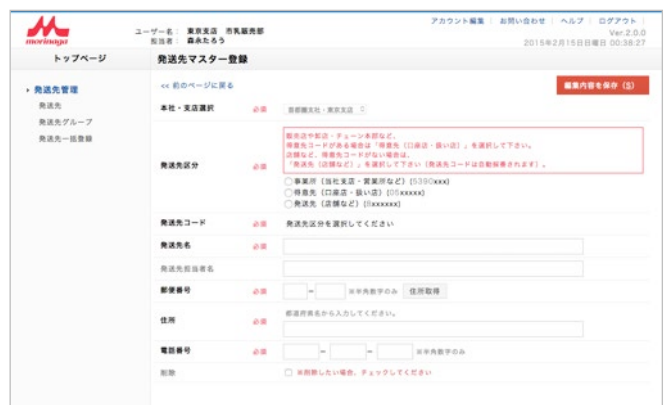 morinaga
ユーザー名： 東京支店 市乳販売部
担当者： 森永たろう
アカウント編集 | お問い合わせ | ヘルプ | ログアウト
Ver.2.0.0
2015年2月15日日曜日 00:38:27
トップページ
発送先マスター登録
発送先管理
発送先
発送先グループ
発送先一括登録
<< 前のページに戻る
編集内容を保存 (S)
本社・支店選択 必須 首都圏支社・東京支店
販売店や卸店・チェーン本部など、
得意先コードがある場合は「得意先（口座店・扱い店）」を選択して下さい。
店舗など、得意先コードがない場合は、
「発送先（店舗など）」を選択して下さい（発送先コードは自動採番されます）。
発送先区分 必須
事業所（当社支店・営業所など）(5390xxx)
得意先（口座店・扱い店）(05xxxxx)
発送先（店舗など）(8xxxxxx)
発送先コード 必須 発送先区分を選択してください
発送先名 必須
発送先担当者名
郵便番号 必須 - ※半角数字のみ 住所取得
住所 必須 都道府県名から入力してください。
電話番号 必須 - - ※半角数字のみ
削除 ※削除したい場合、チェックしてください